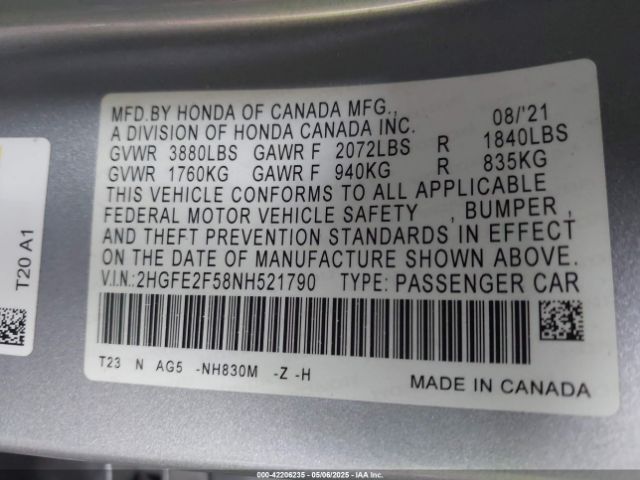 MFD.BY HONDA OF CANADA MFG., 08/'21
A DIVISION OF HONDA CANADA INC.
GVWR 3880LBS GAWR F 2072LBS R 1840LBS
GVWR 1760KG GAWR F 940KG R 835KG
THIS VEHICLE CONFORMS TO ALL APPLICABLE
FEDERAL MOTOR VEHICLE SAFETY , BUMPER ,
AND THEFT PREVENTION STANDARDS IN EFFECT
ON THE DATE OF MANUFACTURE SHOWN ABOVE.
V.I.N.:2HGFE2F58NH521790 TYPE: PASSENGER CAR
T23 N AG5 -NH830M -Z -H
MADE IN CANADA
T20 A1
000-42206235 - 05/06/2025 - IAA Inc.